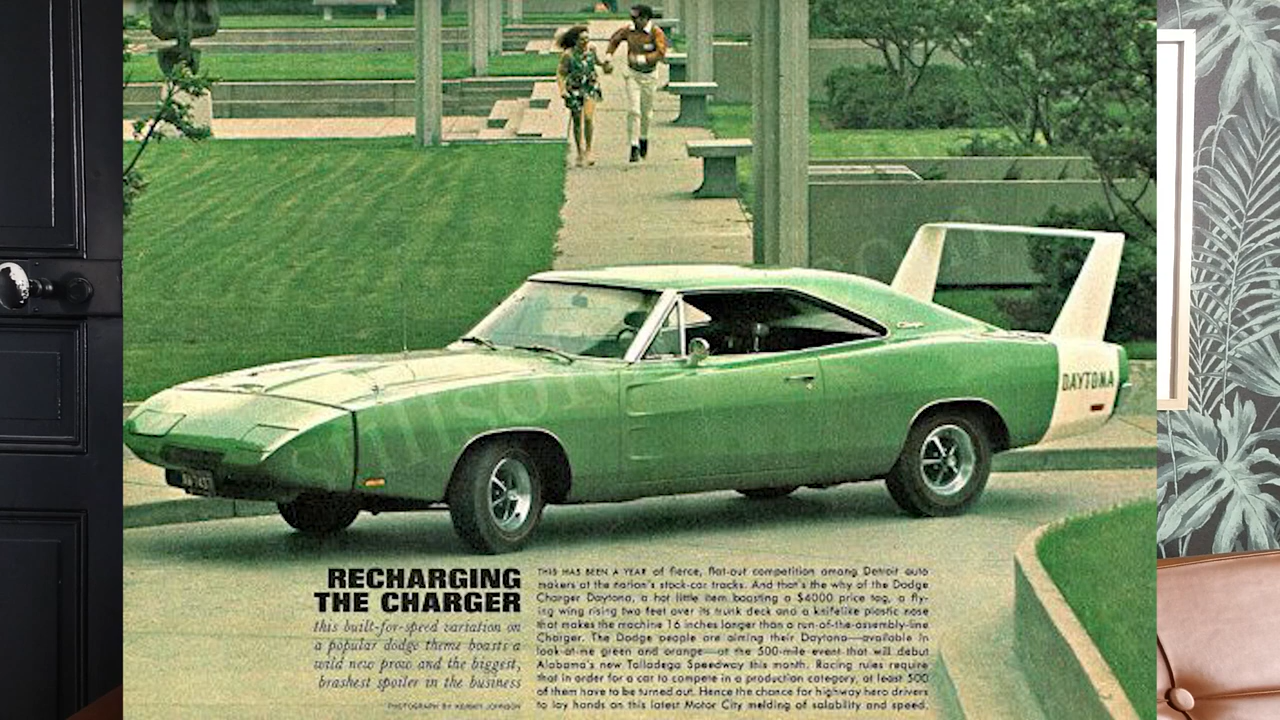 DAYTONA
RECHARGING
THE CHARGER
this built-for-speed variation on
a popular dodge theme boasts a
wild new prow and the biggest,
brashest spoiler in the business
PHOTOGRAPH BY KERMIT JOHNSON
THIS HAS BEEN A YEAR of fierce, flat-out competition among Detroit auto
makers at the nation's stock-car tracks. And that's the why of the Dodge
Charger Daytona, a hot little item boasting a $4000 price tag, a fly-
ing wing rising two feet over its trunk deck and a knifelike plastic nose
that makes the machine 16 inches longer than a run-of-the-assembly-line
Charger. The Dodge people are aiming their Daytona—available in
look-at-me green and orange—at the 500-mile event that will debut
Alabama's new Talladega Speedway this month. Racing rules require
that in order for a car to compete in a production category, at least 500
of them have to be turned out. Hence the chance for highway hero drivers
to lay hands on this latest Motor City melding of salability and speed.